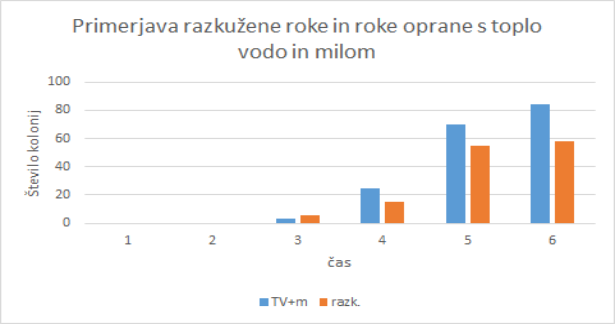 Primerjava razkužene roke in roke oprane s toplo
vodo in milom
Število kolonij
100
80
60
40
20
0
1 2 3 4 5 6
čas
TV+m razk.